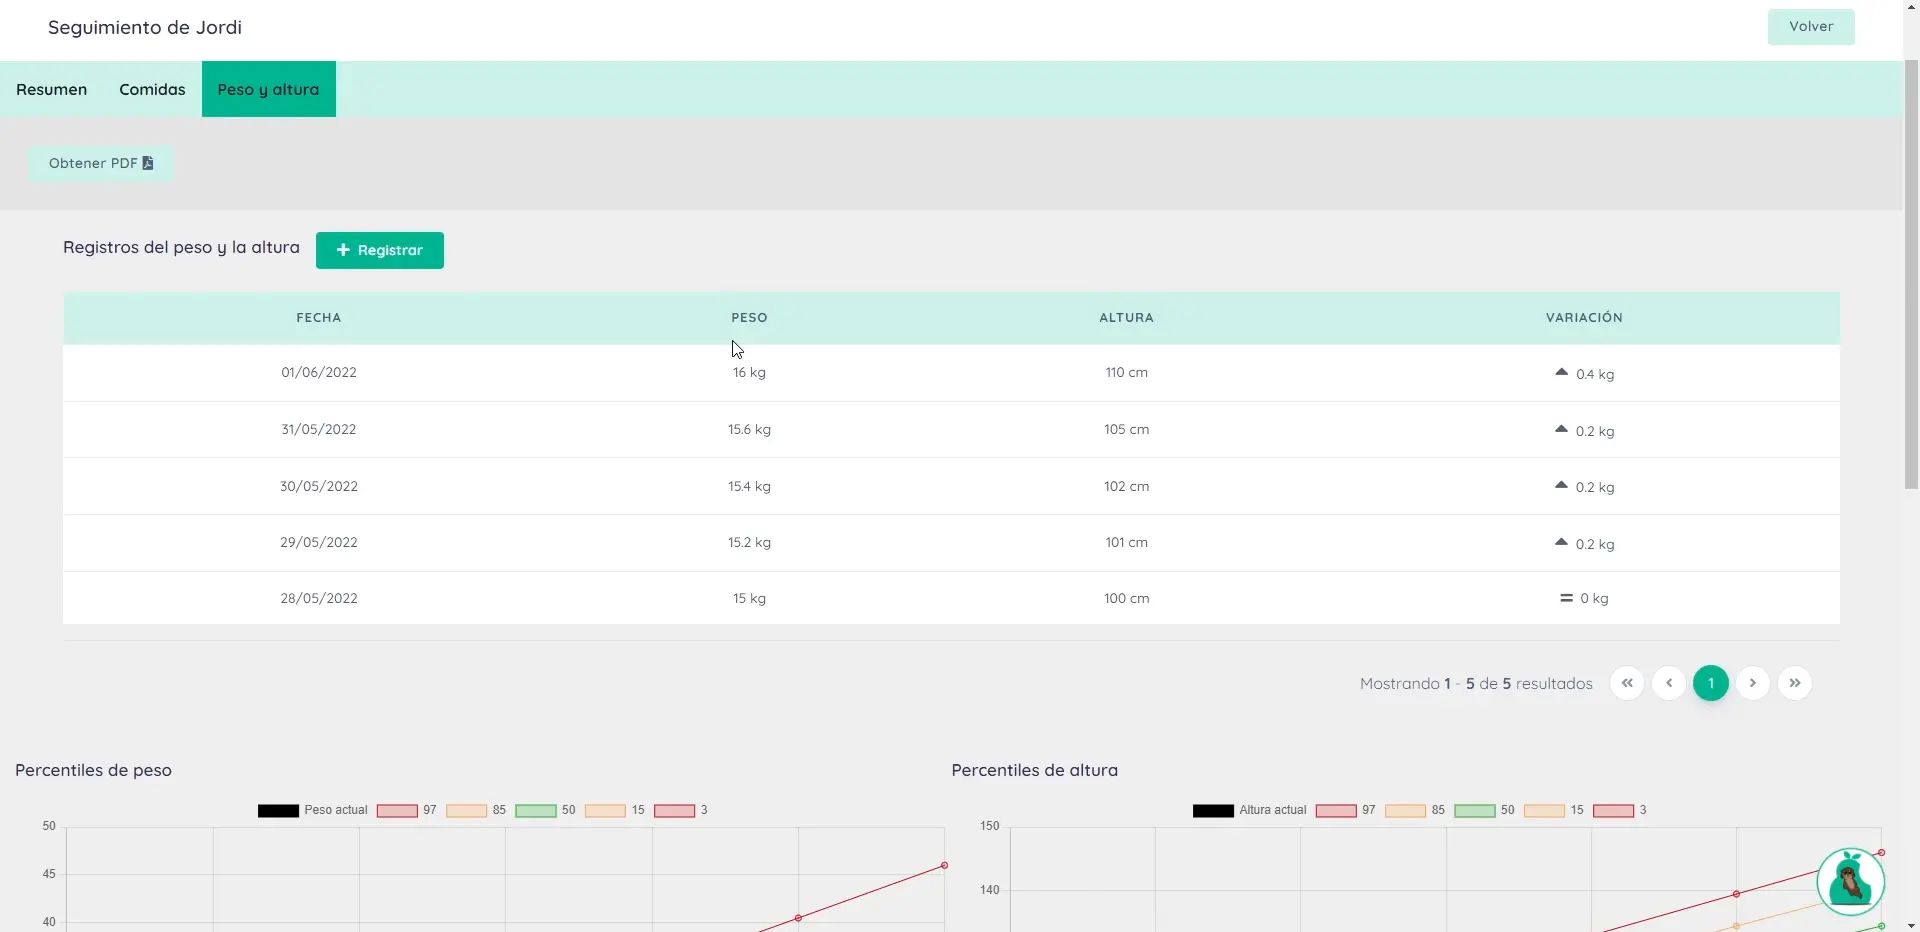 Seguimiento de Jordi
Volver
Resumen Comidas Peso y altura
Obtener PDF
Registros del peso y la altura
+ Registrar
FECHA PESO ALTURA VARIACIÓN
01/06/2022 16 kg 110 cm 0.4 kg
31/05/2022 15.6 kg 105 cm 0.2 kg
30/05/2022 15.4 kg 102 cm 0.2 kg
29/05/2022 15.2 kg 101 cm 0.2 kg
28/05/2022 15 kg 100 cm = 0 kg
Mostrando 1 - 5 de 5 resultados « ‹ 1 › »
Percentiles de peso
Peso actual 97 85 50 15 3
50
45
40
Percentiles de altura
Altura actual 97 85 50 15 3
150
140